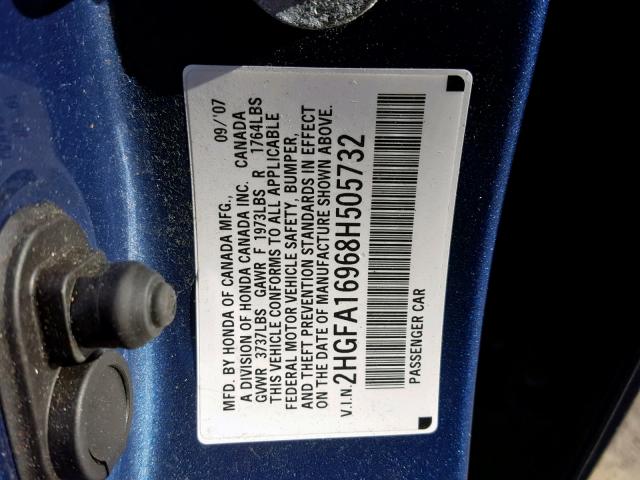 MFD. BY HONDA OF CANADA MFG., 09/'07
A DIVISION OF HONDA CANADA INC. CANADA
GVWR 3737LBS GAWR F 1973LBS R 1764LBS
THIS VEHICLE CONFORMS TO ALL APPLICABLE
FEDERAL MOTOR VEHICLE SAFETY, BUMPER,
AND THEFT PREVENTION STANDARDS IN EFFECT
ON THE DATE OF MANUFACTURE SHOWN ABOVE.
V.I.N. 2HGFA16968H505732
PASSENGER CAR